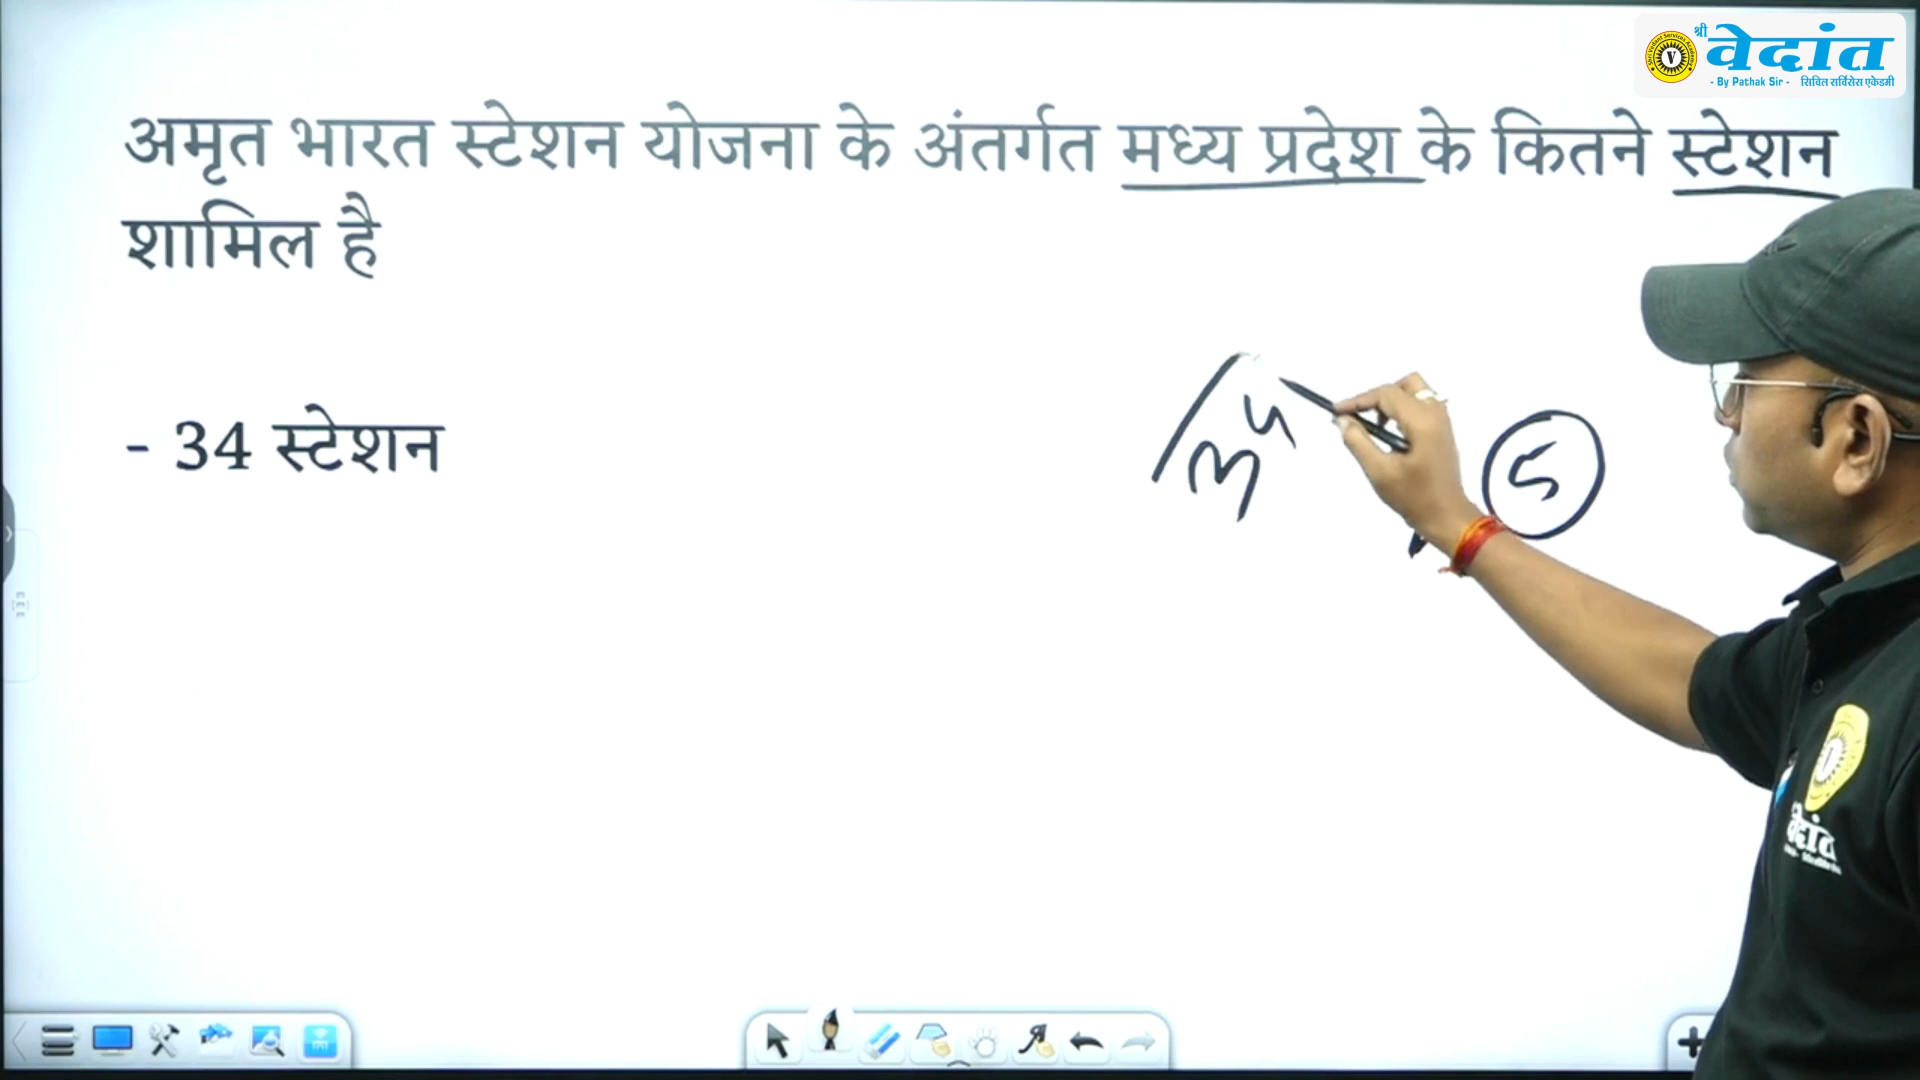 श्री वेदांत
- By Pathak Sir - सिविल सर्विसेस एकेडमी
अमृत भारत स्टेशन योजना के अंतर्गत मध्य प्रदेश के कितने स्टेशन
शामिल है
- 34 स्टेशन
5
वेदांत